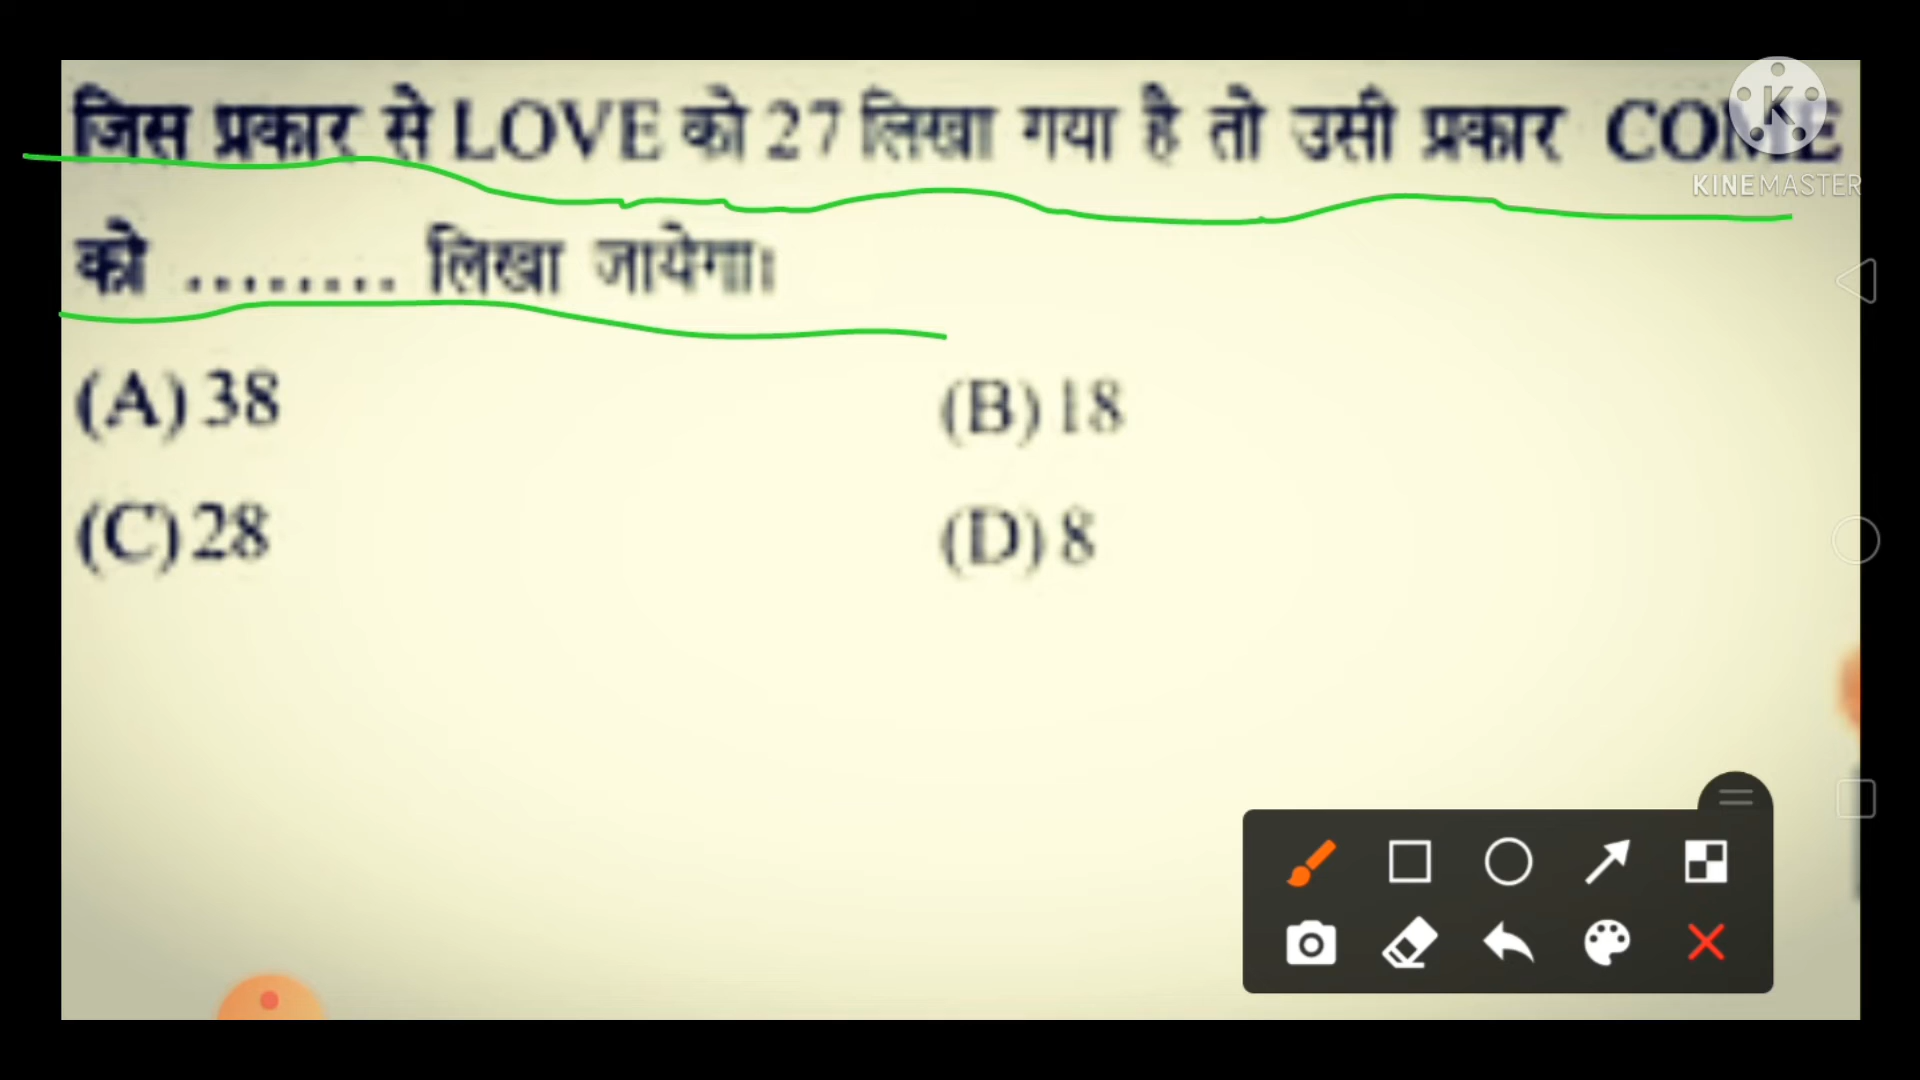 जिस प्रकार से LOVE को 27 लिखा गया है तो उसी प्रकार COME
को ........ लिखा जायेगा।
(A) 38 (B) 18
(C) 28 (D) 8
K
KINEMASTER